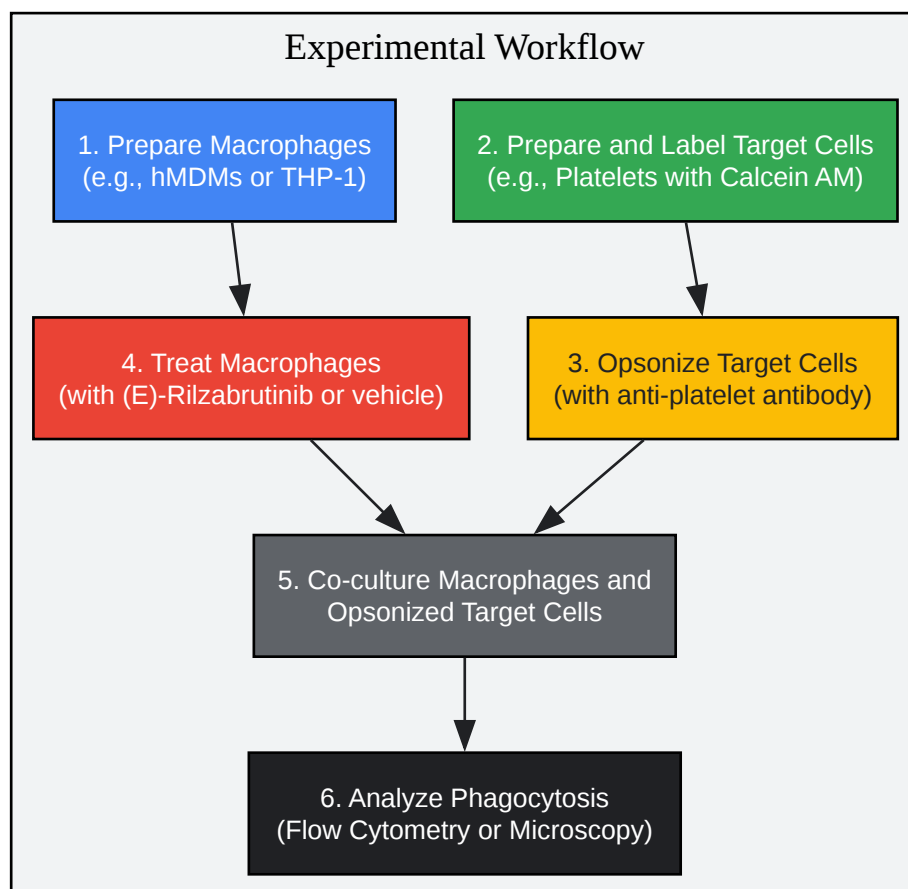 Experimental Workflow
1. Prepare Macrophages
(e.g., hMDMs or THP-1)
2. Prepare and Label Target Cells
(e.g., Platelets with Calcein AM)
4. Treat Macrophages
(with (E)-Rilzabrutinib or vehicle)
3. Opsonize Target Cells
(with anti-platelet antibody)
5. Co-culture Macrophages and
Opsonized Target Cells
6. Analyze Phagocytosis
(Flow Cytometry or Microscopy)